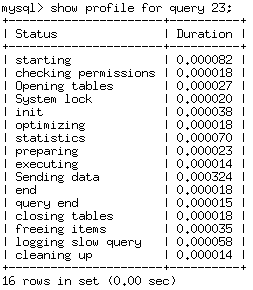 mysql> show profile for query 23;
+----------------------+----------+
| Status               | Duration |
+----------------------+----------+
| starting             | 0.000082 |
| checking permissions | 0.000018 |
| Opening tables       | 0.000027 |
| System lock          | 0.000020 |
| init                 | 0.000038 |
| optimizing           | 0.000018 |
| statistics           | 0.000070 |
| preparing            | 0.000023 |
| executing            | 0.000014 |
| Sending data         | 0.000324 |
| end                  | 0.000018 |
| query end            | 0.000015 |
| closing tables       | 0.000018 |
| freeing items        | 0.000035 |
| logging slow query   | 0.000058 |
| cleaning up          | 0.000014 |
+----------------------+----------+
16 rows in set (0.00 sec)